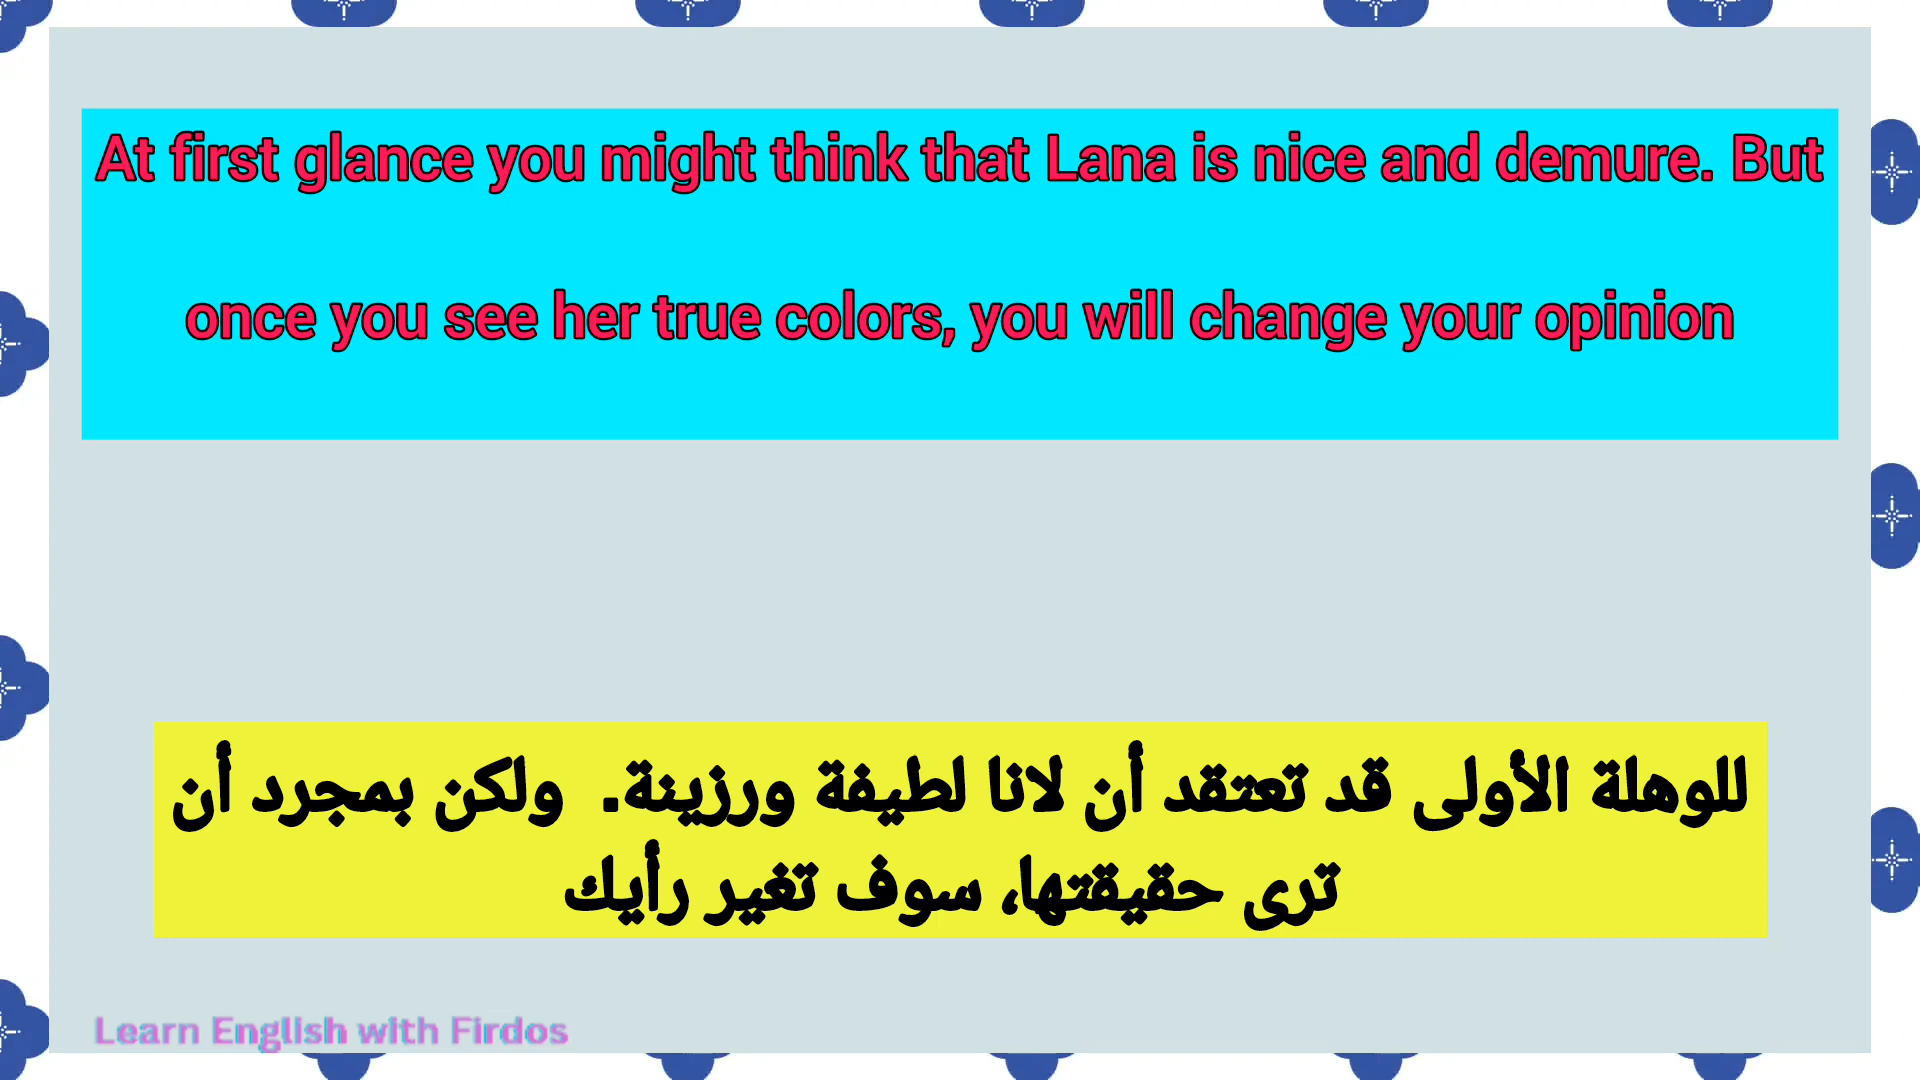 At first glance you might think that Lana is nice and demure. But
once you see her true colors, you will change your opinion
للوهلة الأولى قد تعتقد أن لانا لطيفة ورزينة. ولكن بمجرد أن
ترى حقيقتها، سوف تغير رأيك
Learn English with Firdos